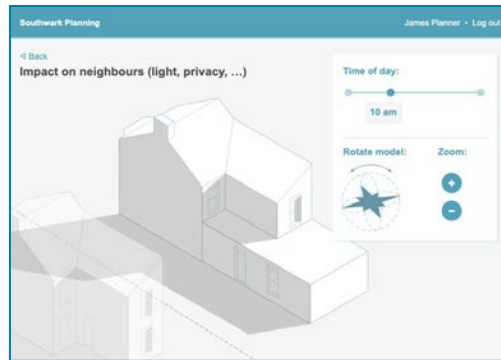 Southwark Planning
James Planner • Log out
◁ Back
Impact on neighbours (light, privacy, …)
Time of day:
10 am
Rotate model:
Zoom:
+
−